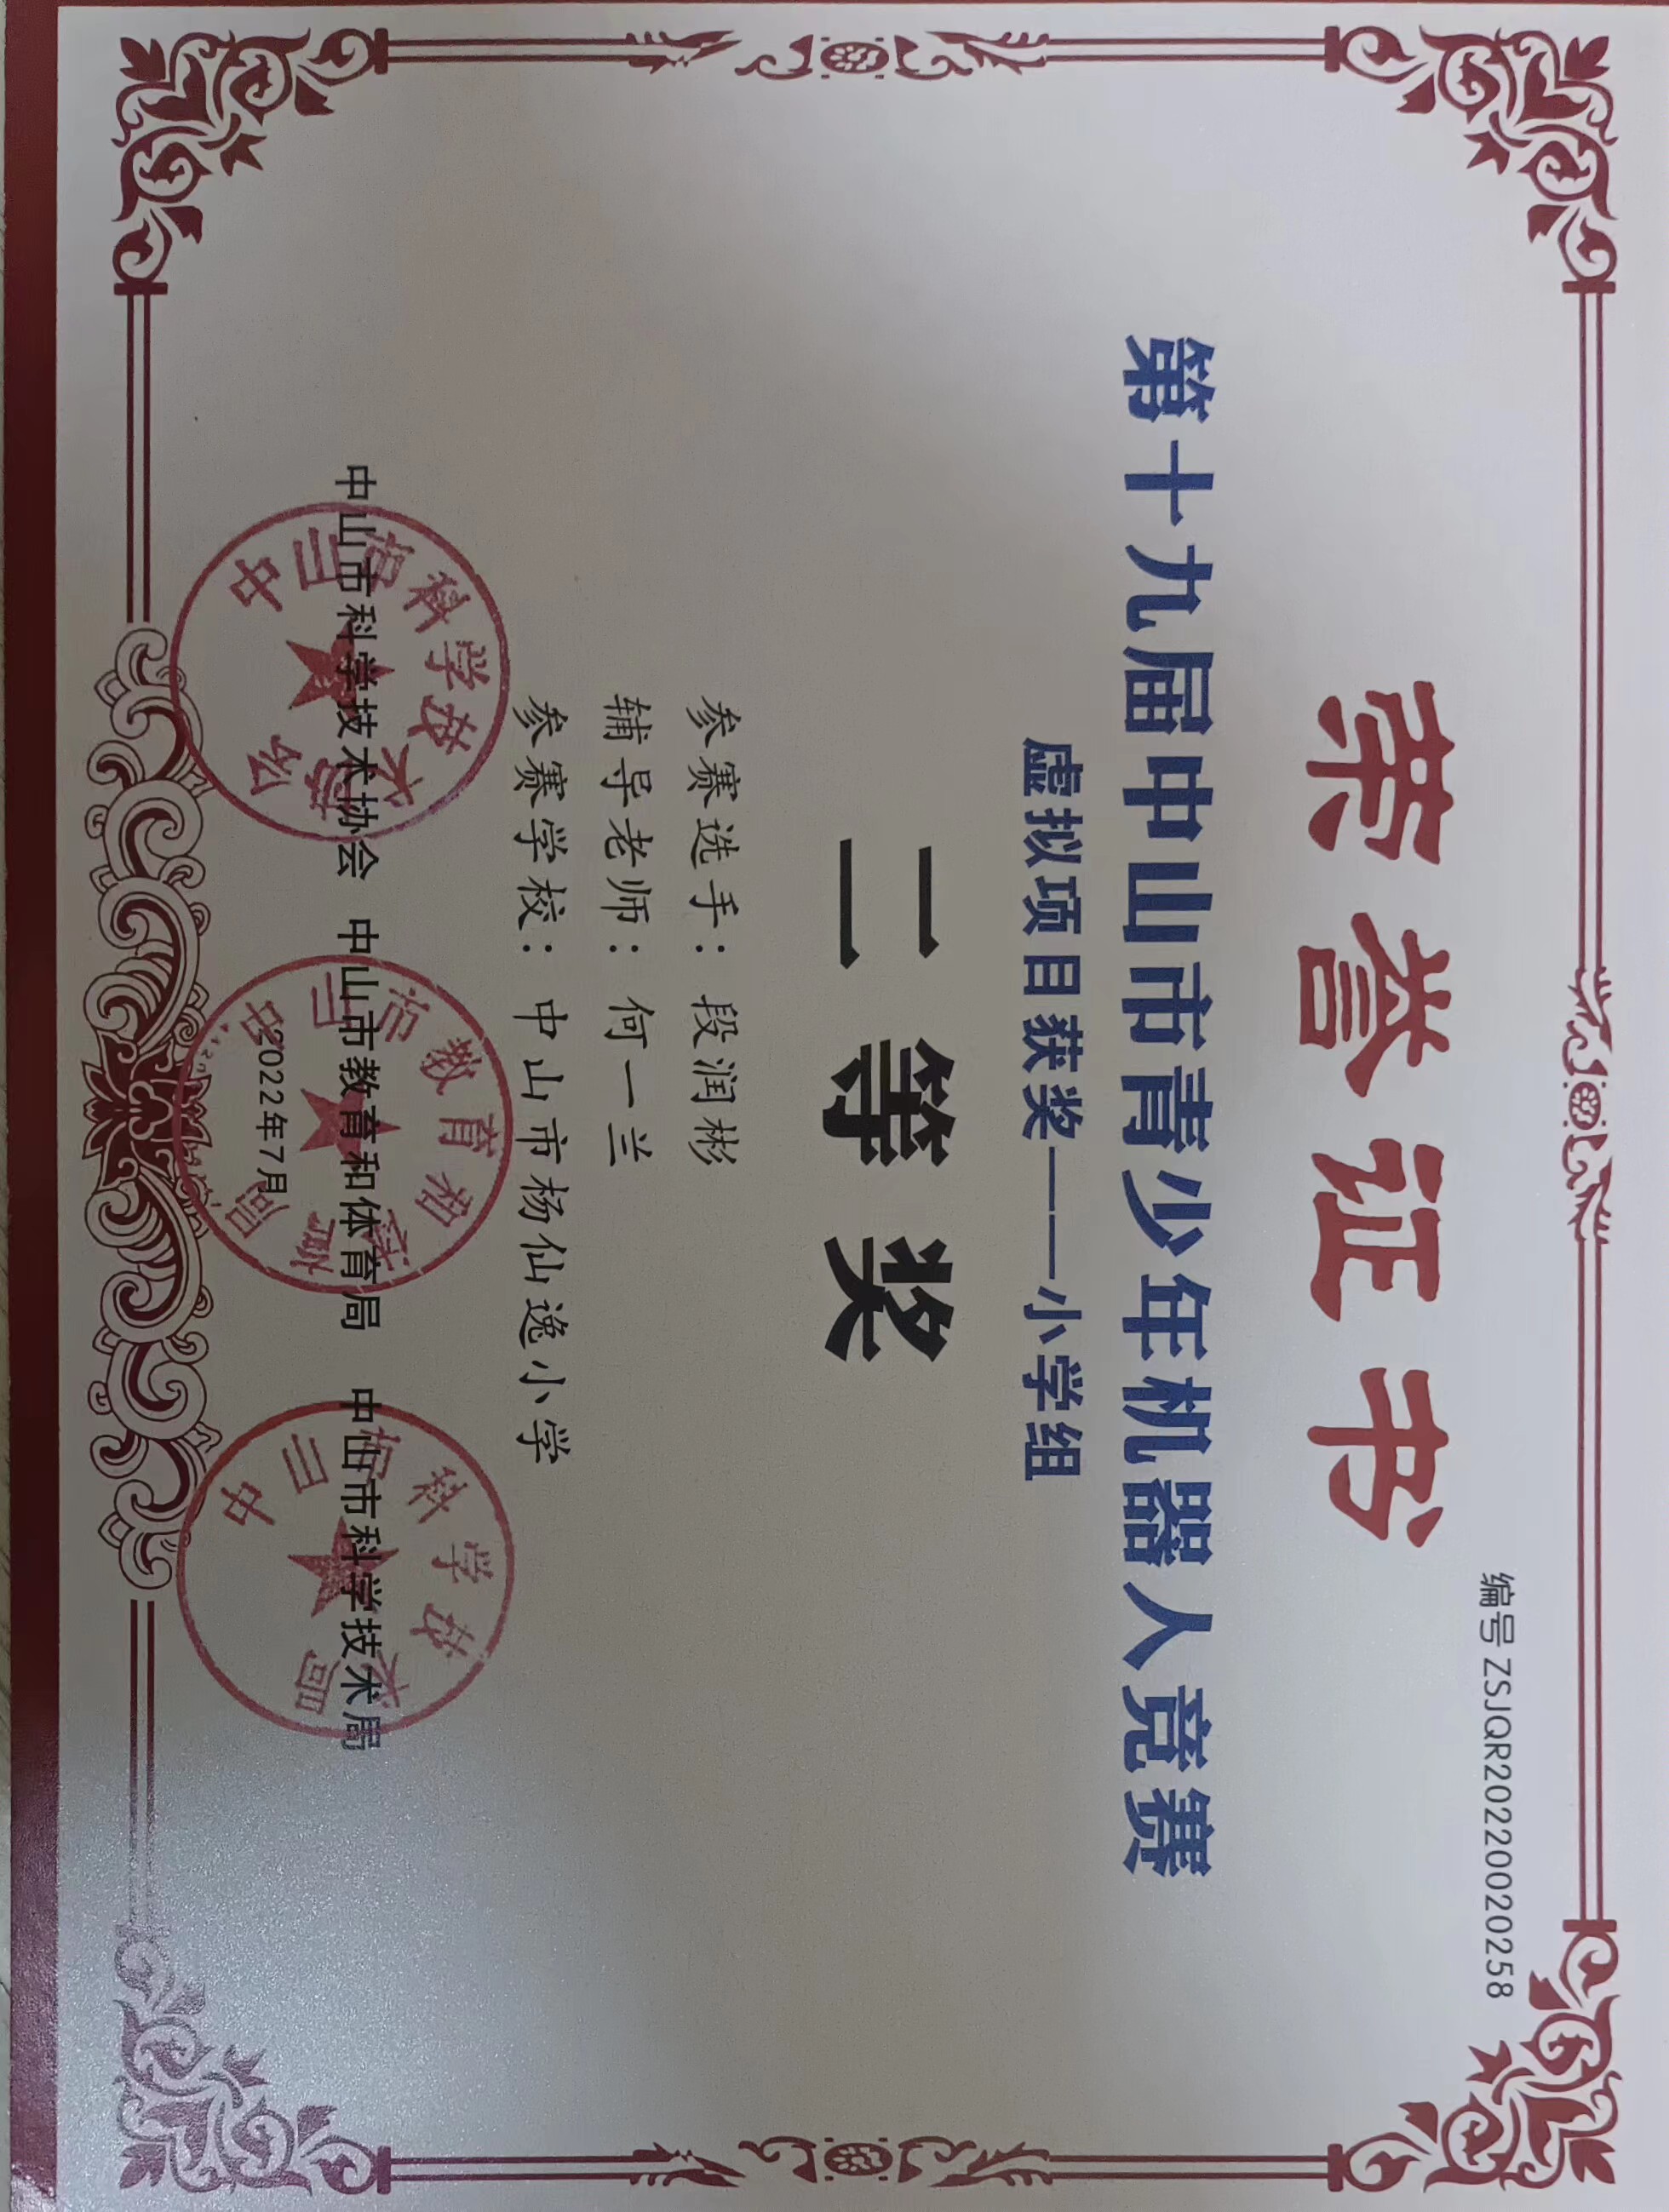 编号 ZSJQR20220020258
荣誉证书
第十九届中山市青少年机器人竞赛
虚拟项目获奖——小学组
二等奖
参赛选手：段润彬
辅导老师：何一兰
参赛学校：中山市杨仙逸小学
中山市科学技术协会 中山市教育和体育局 中山市科学技术局
2022年7月
中山市科学技术协会
中山市教育和体育局
中山市科学技术局